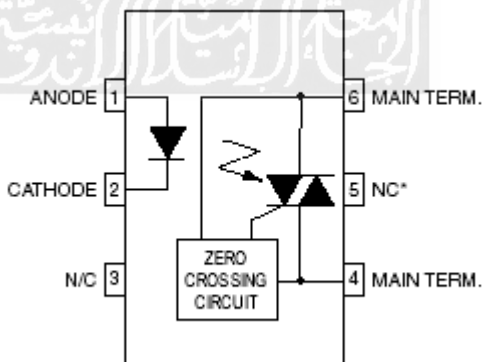 ANODE 1
CATHODE 2
N/C 3
6 MAIN TERM.
5 NC*
4 MAIN TERM.
ZERO
CROSSING
CIRCUIT